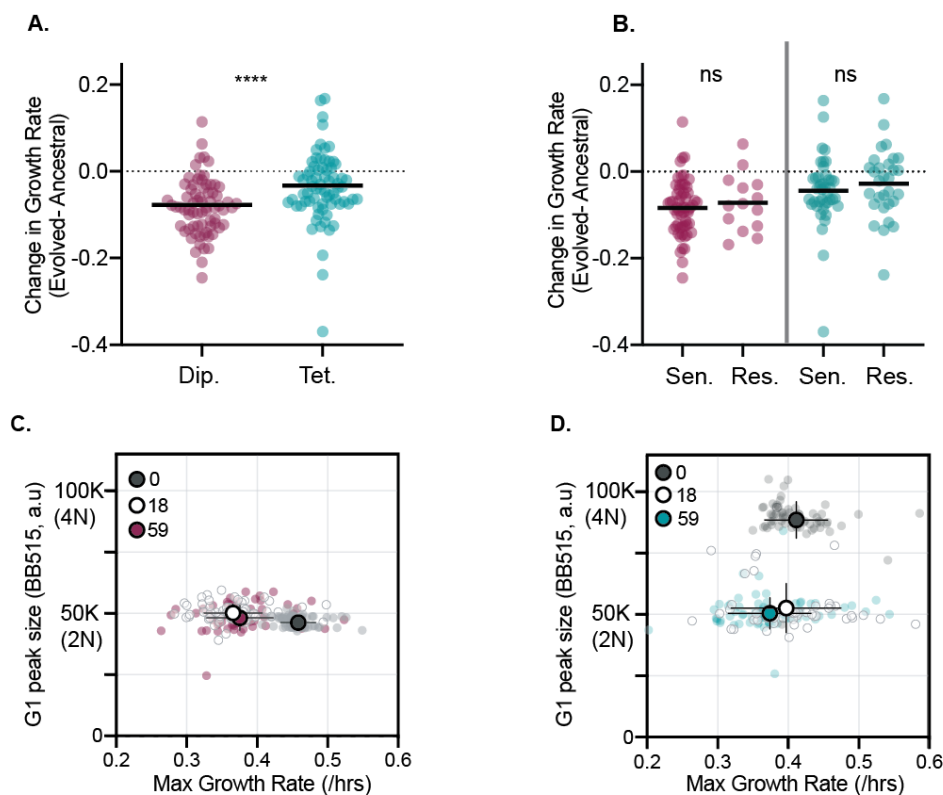 A.
Change in Growth Rate
(Evolved- Ancestral)
0.2
0.0
-0.2
-0.4
****
Dip.
Tet.
B.
Change in Growth Rate
(Evolved- Ancestral)
0.2
0.0
-0.2
-0.4
ns
ns
Sen.
Res.
Sen.
Res.
C.
G1 peak size (BB515, a.u)
100K
(4N)
50K
(2N)
0
0
18
59
0.2
0.3
0.4
0.5
0.6
Max Growth Rate (/hrs)
D.
G1 peak size (BB515, a.u)
100K
(4N)
50K
(2N)
0
0
18
59
0.2
0.3
0.4
0.5
0.6
Max Growth Rate (/hrs)